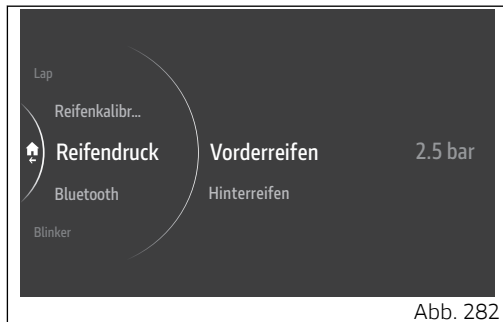 Lap
Reifenkalibr...
Reifendruck Vorderreifen 2.5 bar
Bluetooth Hinterreifen
Blinker
Abb. 282